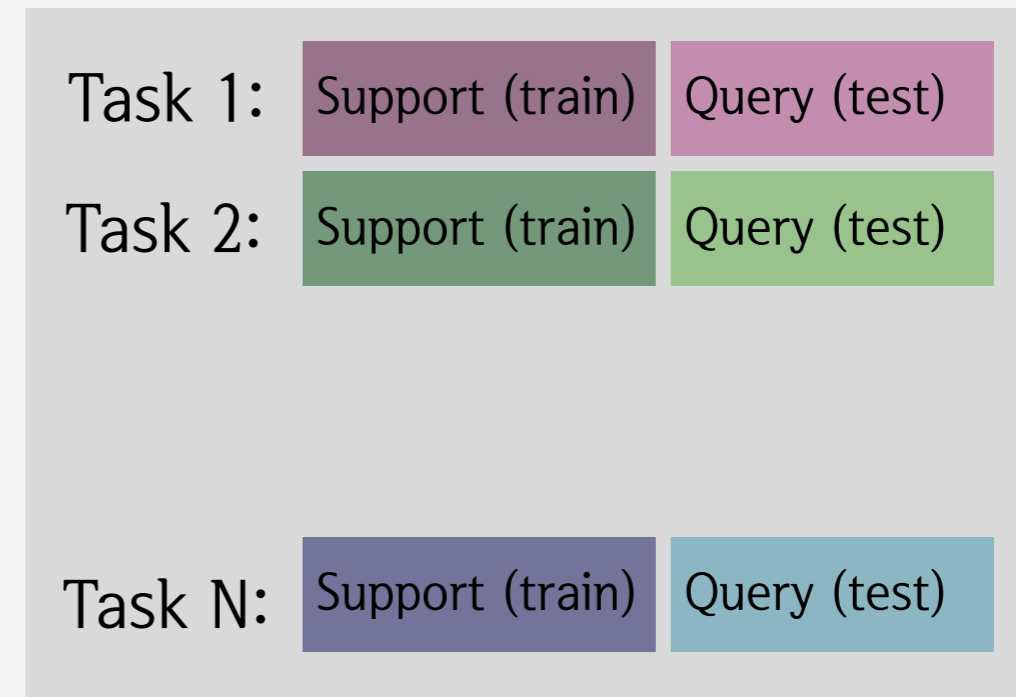 Task 1: Support (train) Query (test)
Task 2: Support (train) Query (test)
Task N: Support (train) Query (test)